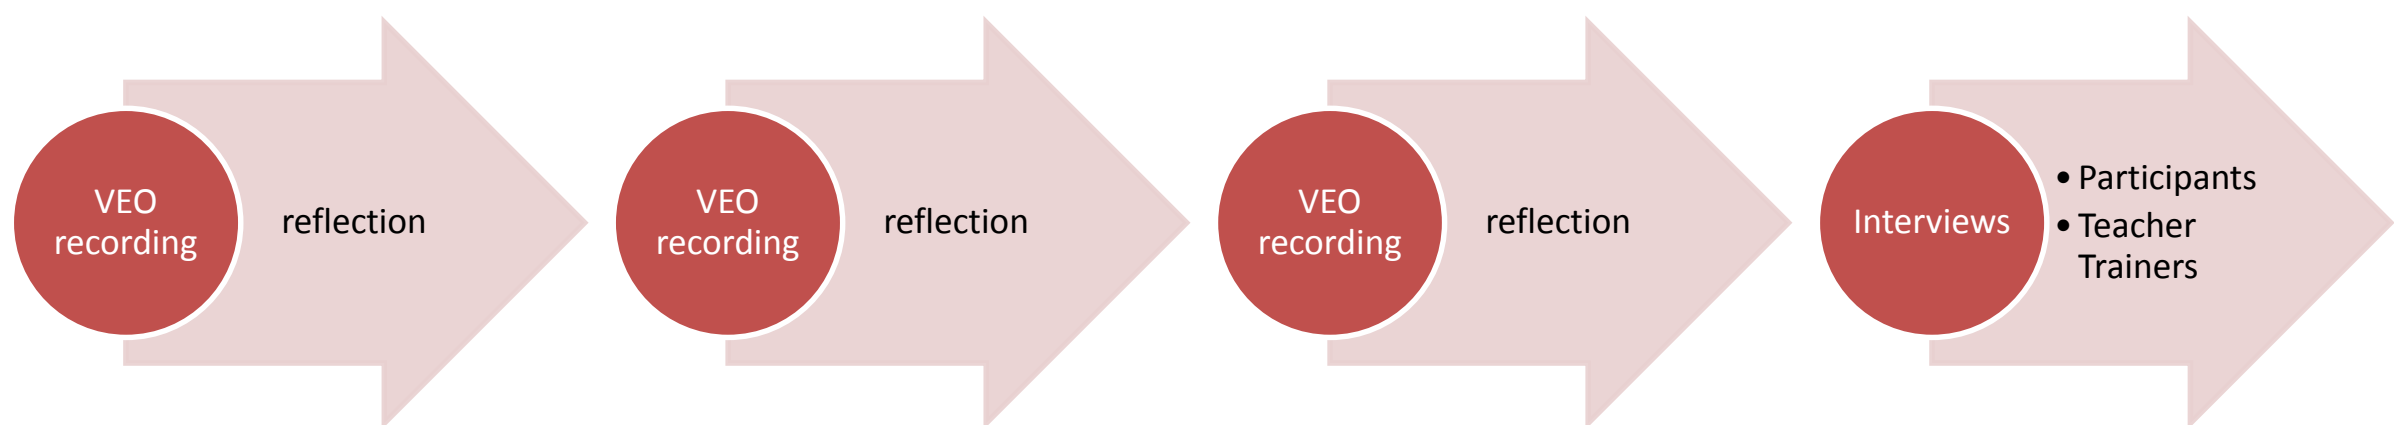 VEO
recording
reflection
VEO
recording
reflection
VEO
recording
reflection
Interviews
• Participants
• Teacher
Trainers